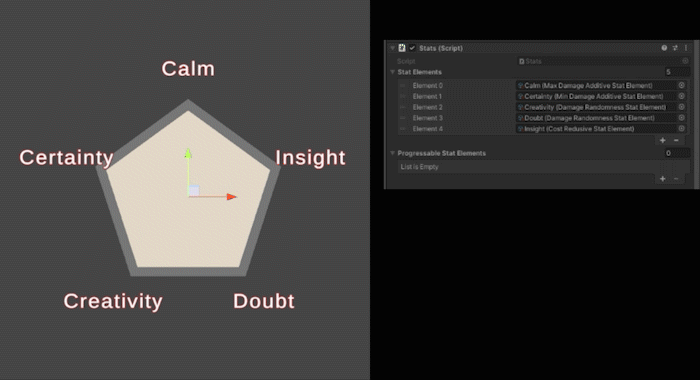 Calm
Certainty
Insight
Creativity
Doubt
Stats (Script)
Script
Stats
Stat Elements
5
Element 0
Calm (Max Damage Additive Stat Element)
Element 1
Certainty (Min Damage Additive Stat Element)
Element 2
Creativity (Damage Randomness Stat Element)
Element 3
Doubt (Damage Randomness Stat Element)
Element 4
Insight (Cost Redusive Stat Element)
Progressable Stat Elements
0
List is Empty